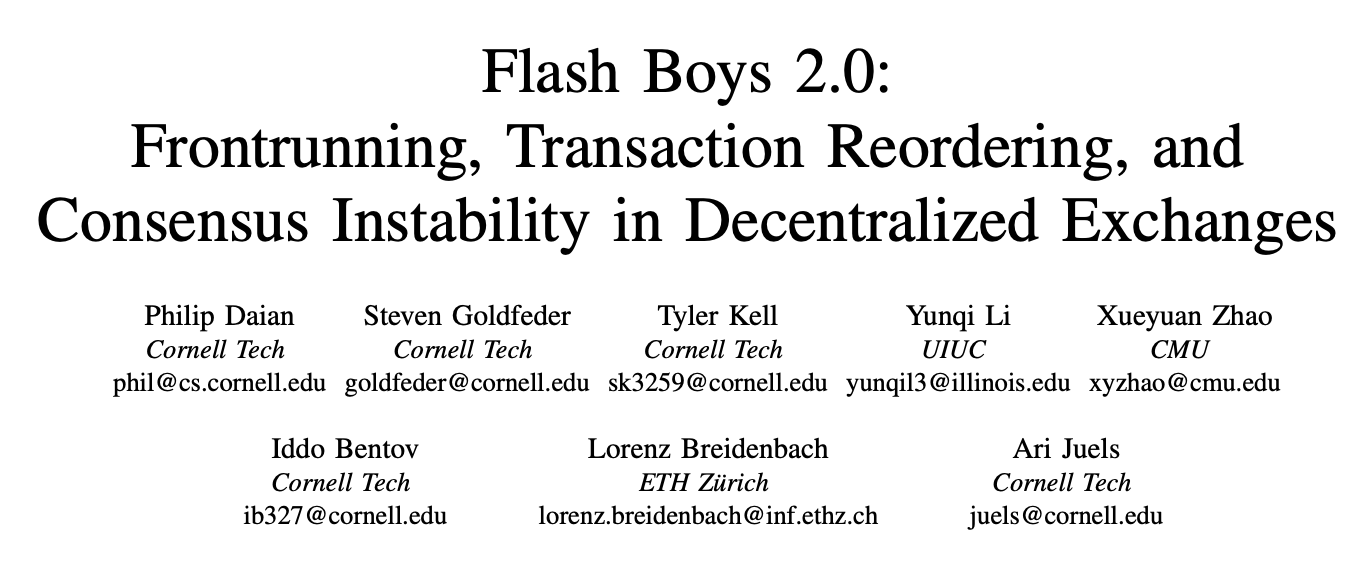 Flash Boys 2.0:
Frontrunning, Transaction Reordering, and
Consensus Instability in Decentralized Exchanges
Philip Daian Steven Goldfeder Tyler Kell Yunqi Li Xueyuan Zhao
Cornell Tech Cornell Tech Cornell Tech UIUC CMU
phil@cs.cornell.edu goldfeder@cornell.edu sk3259@cornell.edu yunqil3@illinois.edu xyzhao@cmu.edu
Iddo Bentov Lorenz Breidenbach Ari Juels
Cornell Tech ETH Zürich Cornell Tech
ib327@cornell.edu lorenz.breidenbach@inf.ethz.ch juels@cornell.edu